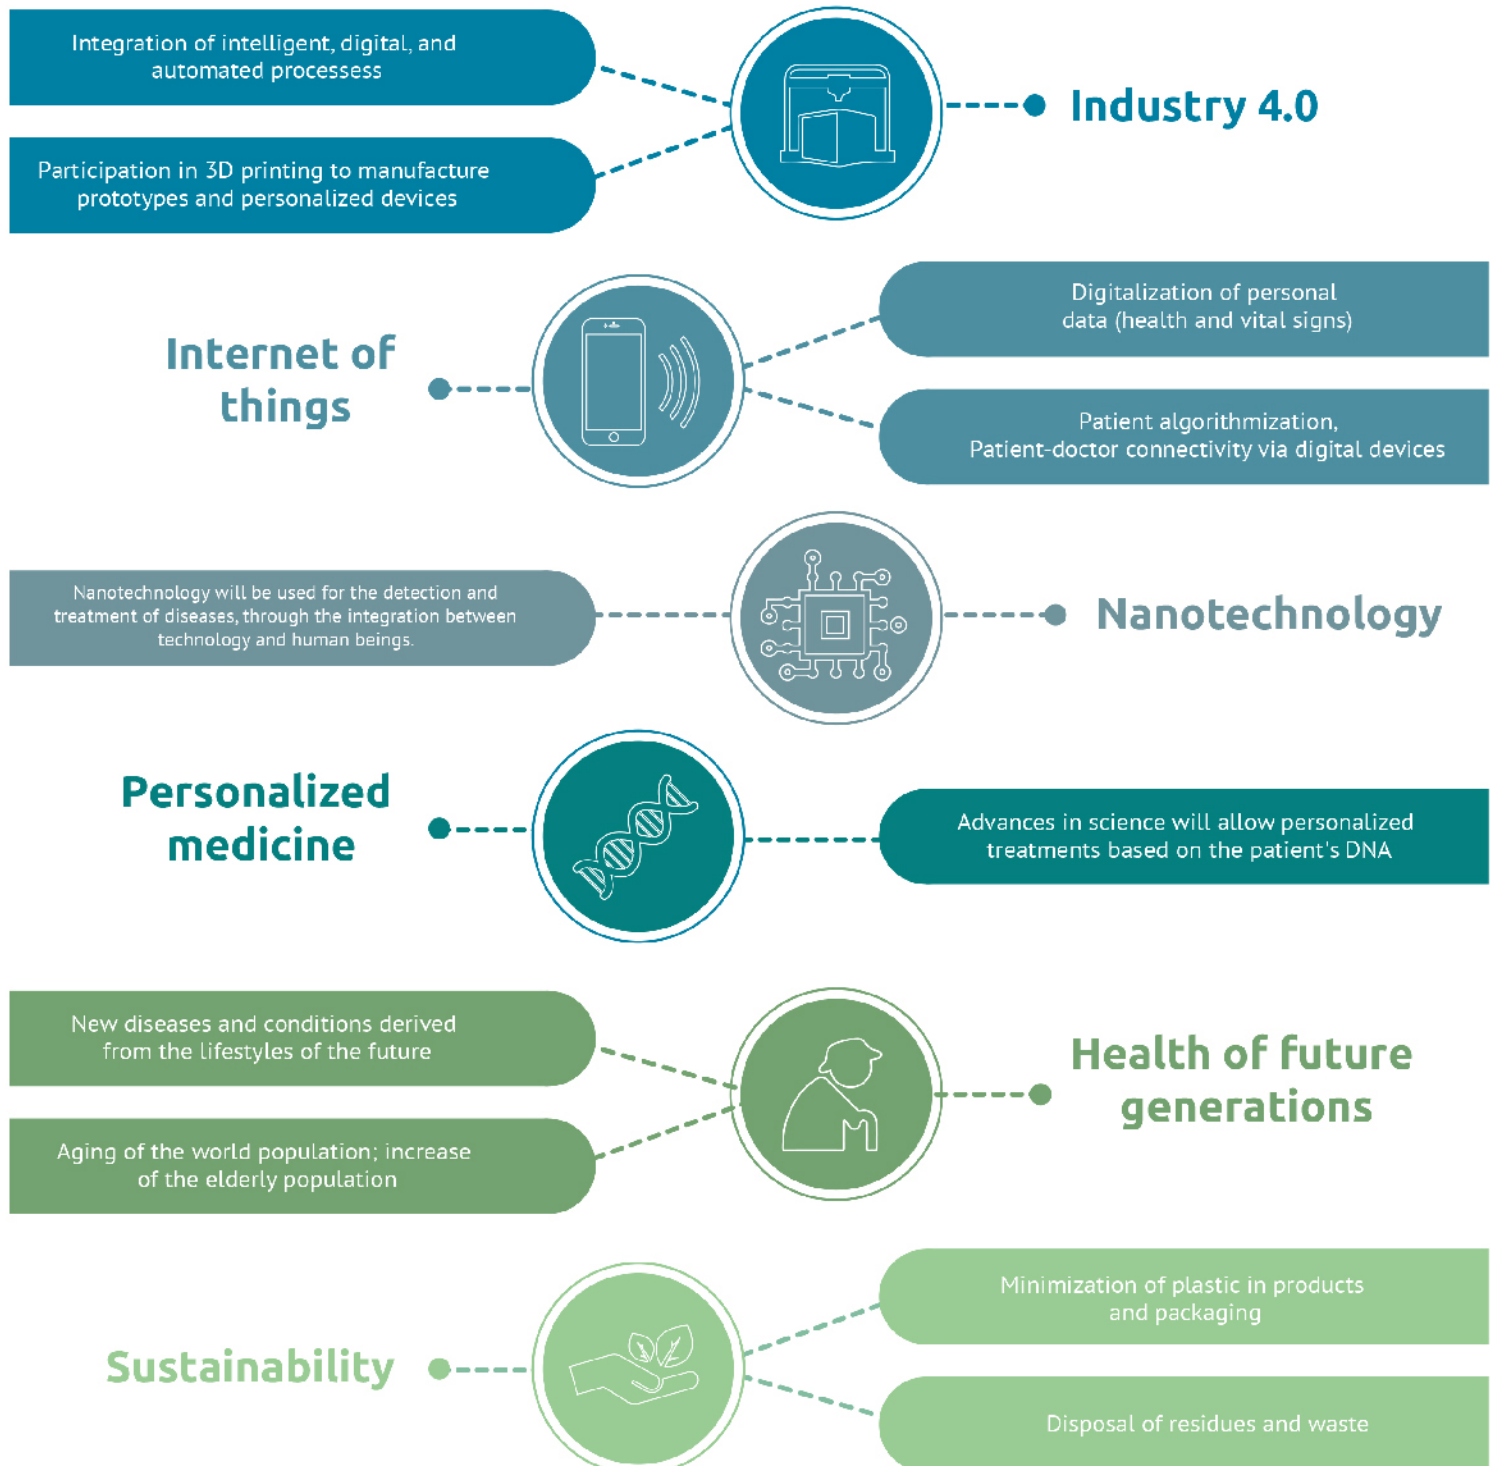 Integration of intelligent, digital, and
automated processess
Participation in 3D printing to manufacture
prototypes and personalized devices
Industry 4.0
Internet of
things
Digitalization of personal
data (health and vital signs)
Patient algorithmization,
Patient-doctor connectivity via digital devices
Nanotechnology will be used for the detection and
treatment of diseases, through the integration between
technology and human beings.
Nanotechnology
Personalized
medicine
Advances in science will allow personalized
treatments based on the patient's DNA
New diseases and conditions derived
from the lifestyles of the future
Aging of the world population; increase
of the elderly population
Health of future
generations
Sustainability
Minimization of plastic in products
and packaging
Disposal of residues and waste